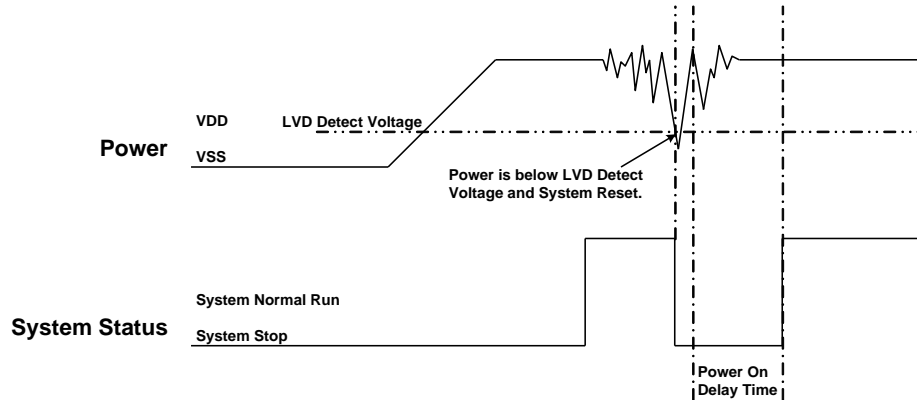 VDD
LVD Detect Voltage
Power
VSS
Power is below LVD Detect
Voltage and System Reset.
System Normal Run
System Status
System Stop
Power On
Delay Time